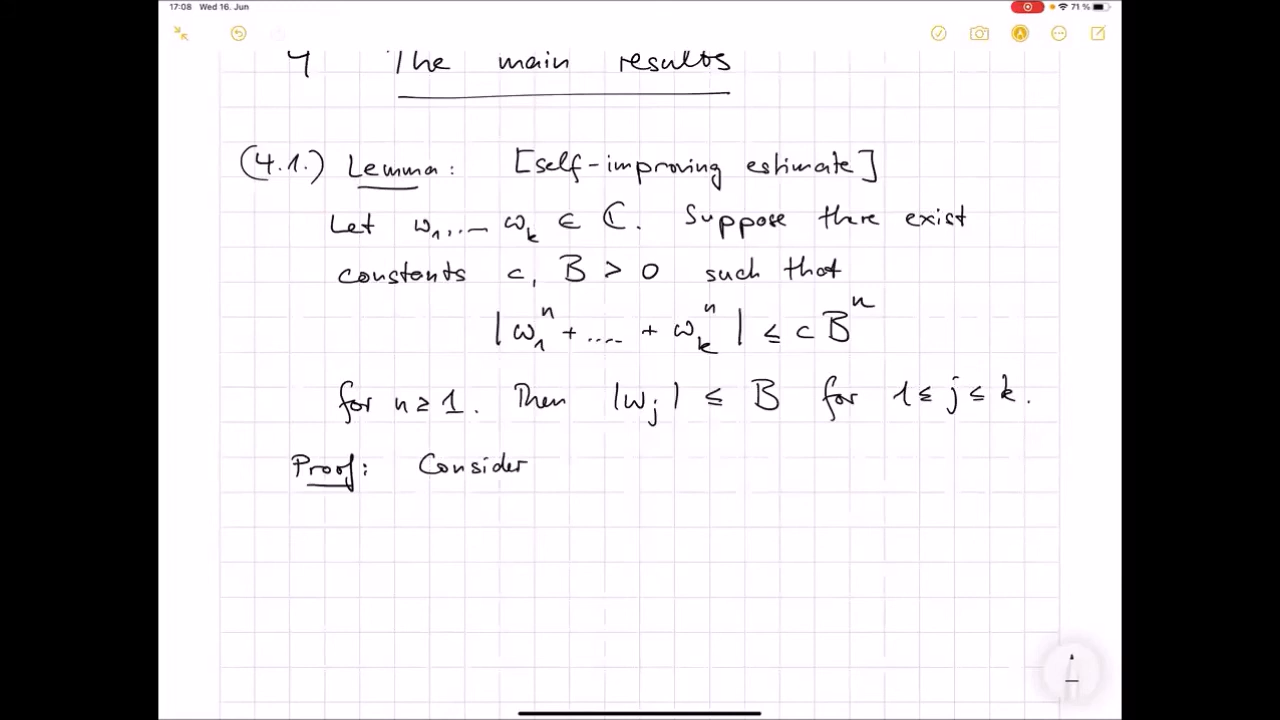 17:08 Wed 16. Jun 71 %
4 The main results
(4.1.) Lemma: [self-improving estimate]
Let ω₁,... ωₖ ∈ ℂ. Suppose there exist
constants c, B > 0 such that
|ω₁ⁿ + .... + ωₖⁿ| ≤ c Bⁿ
for n ≥ 1. Then |ωⱼ| ≤ B for 1 ≤ j ≤ k.
Proof: Consider